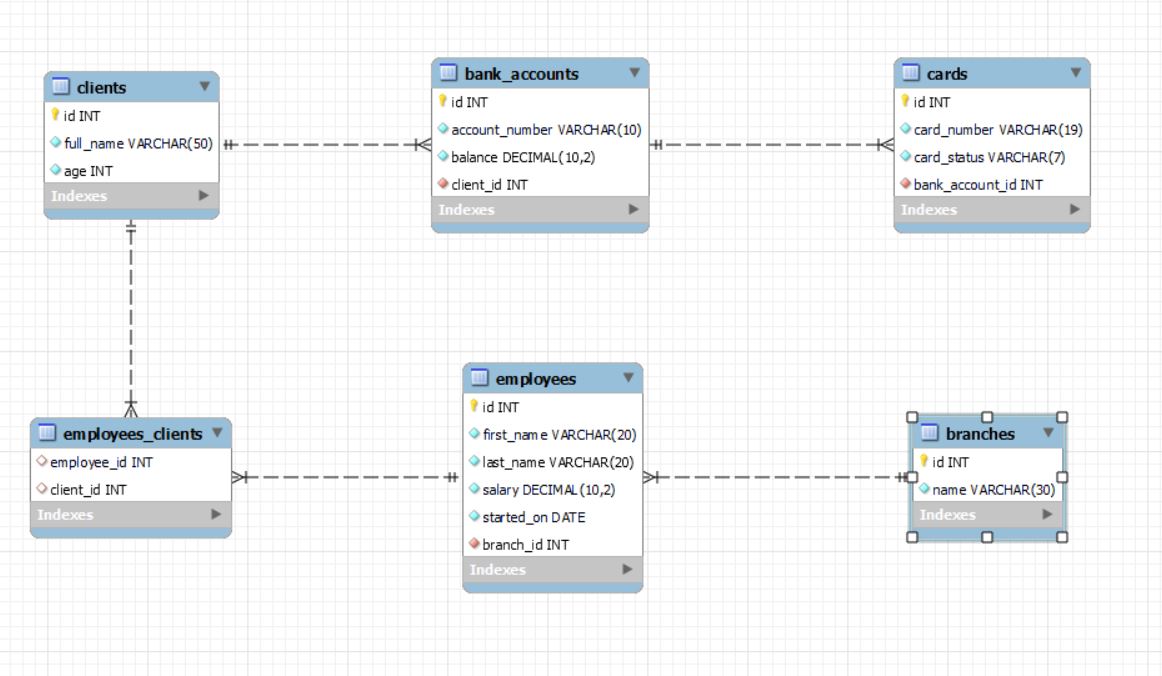 clients
id INT
full_name VARCHAR(50)
age INT
Indexes
bank_accounts
id INT
account_number VARCHAR(10)
balance DECIMAL(10,2)
client_id INT
Indexes
cards
id INT
card_number VARCHAR(19)
card_status VARCHAR(7)
bank_account_id INT
Indexes
employees_clients
employee_id INT
client_id INT
Indexes
employees
id INT
first_name VARCHAR(20)
last_name VARCHAR(20)
salary DECIMAL(10,2)
started_on DATE
branch_id INT
Indexes
branches
id INT
name VARCHAR(30)
Indexes